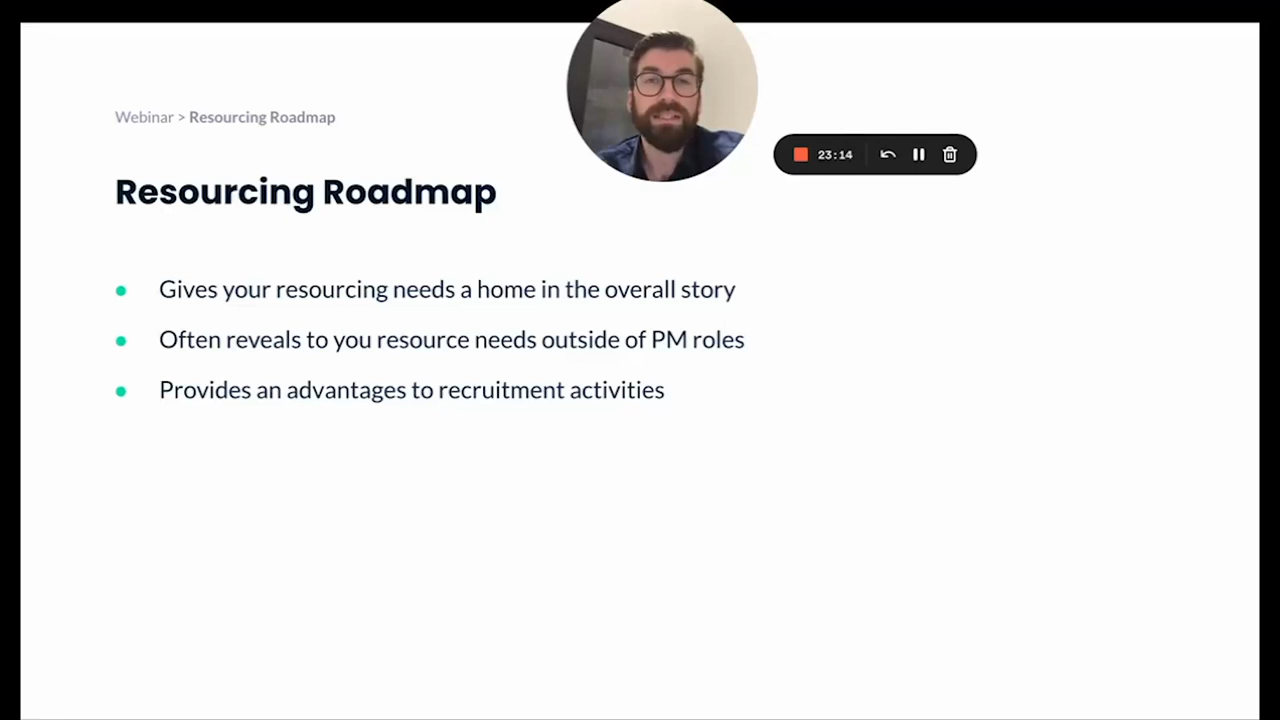 Webinar > Resourcing Roadmap
23:14
Resourcing Roadmap
Gives your resourcing needs a home in the overall story
Often reveals to you resource needs outside of PM roles
Provides an advantages to recruitment activities